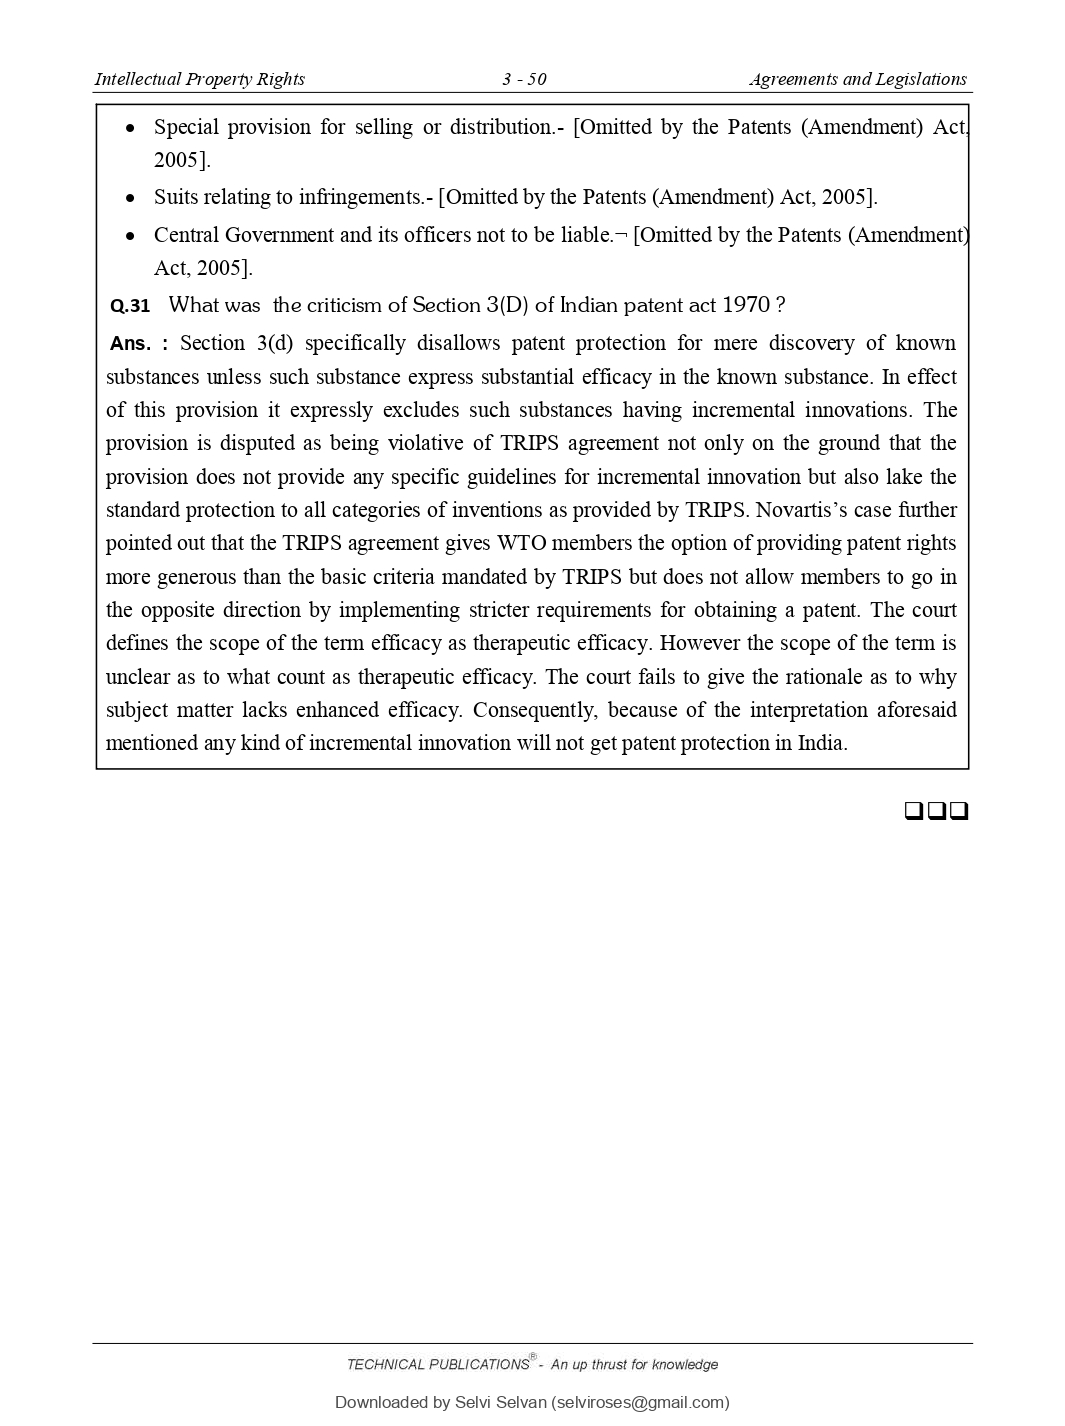 Intellectual Property Rights 3 - 50 Agreements and Legislations
• Special provision for selling or distribution.- [Omitted by the Patents (Amendment) Act,
2005].
• Suits relating to infringements.- [Omitted by the Patents (Amendment) Act, 2005].
• Central Government and its officers not to be liable.¬ [Omitted by the Patents (Amendment)
Act, 2005].
Q.31 What was the criticism of Section 3(D) of Indian patent act 1970 ?
Ans. : Section 3(d) specifically disallows patent protection for mere discovery of known
substances unless such substance express substantial efficacy in the known substance. In effect
of this provision it expressly excludes such substances having incremental innovations. The
provision is disputed as being violative of TRIPS agreement not only on the ground that the
provision does not provide any specific guidelines for incremental innovation but also lake the
standard protection to all categories of inventions as provided by TRIPS. Novartis’s case further
pointed out that the TRIPS agreement gives WTO members the option of providing patent rights
more generous than the basic criteria mandated by TRIPS but does not allow members to go in
the opposite direction by implementing stricter requirements for obtaining a patent. The court
defines the scope of the term efficacy as therapeutic efficacy. However the scope of the term is
unclear as to what count as therapeutic efficacy. The court fails to give the rationale as to why
subject matter lacks enhanced efficacy. Consequently, because of the interpretation aforesaid
mentioned any kind of incremental innovation will not get patent protection in India.
❑❑❑
TECHNICAL PUBLICATIONS® - An up thrust for knowledge
Downloaded by Selvi Selvan (selviroses@gmail.com)